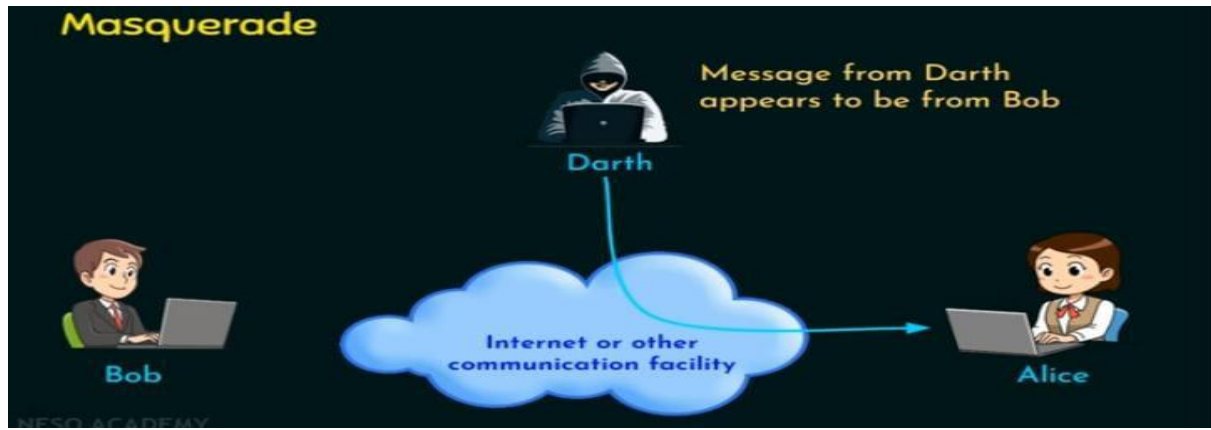 Masquerade
Message from Darth
appears to be from Bob
Darth
Internet or other
communication facility
Bob
Alice
NESO ACADEMY